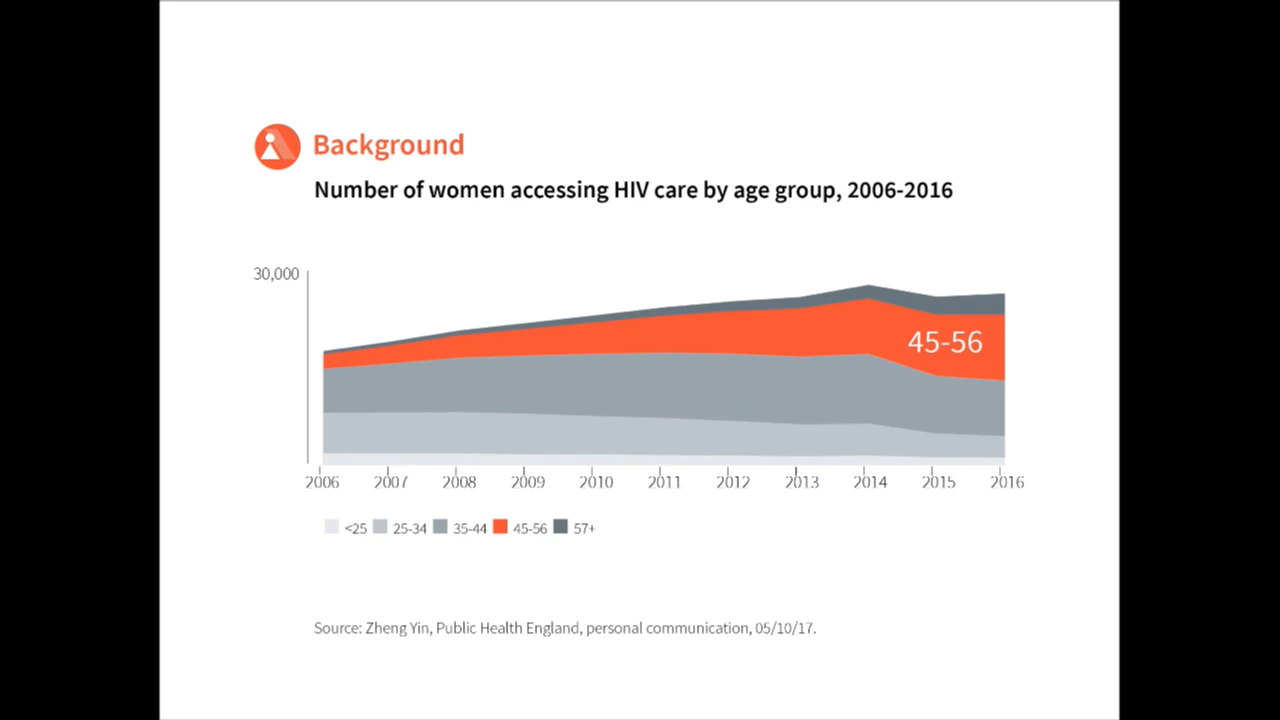 Background
Number of women accessing HIV care by age group, 2006-2016
30,000
45-56
2006 2007 2008 2009 2010 2011 2012 2013 2014 2015 2016
<25 25-34 35-44 45-56 57+
Source: Zheng Yin, Public Health England, personal communication, 05/10/17.